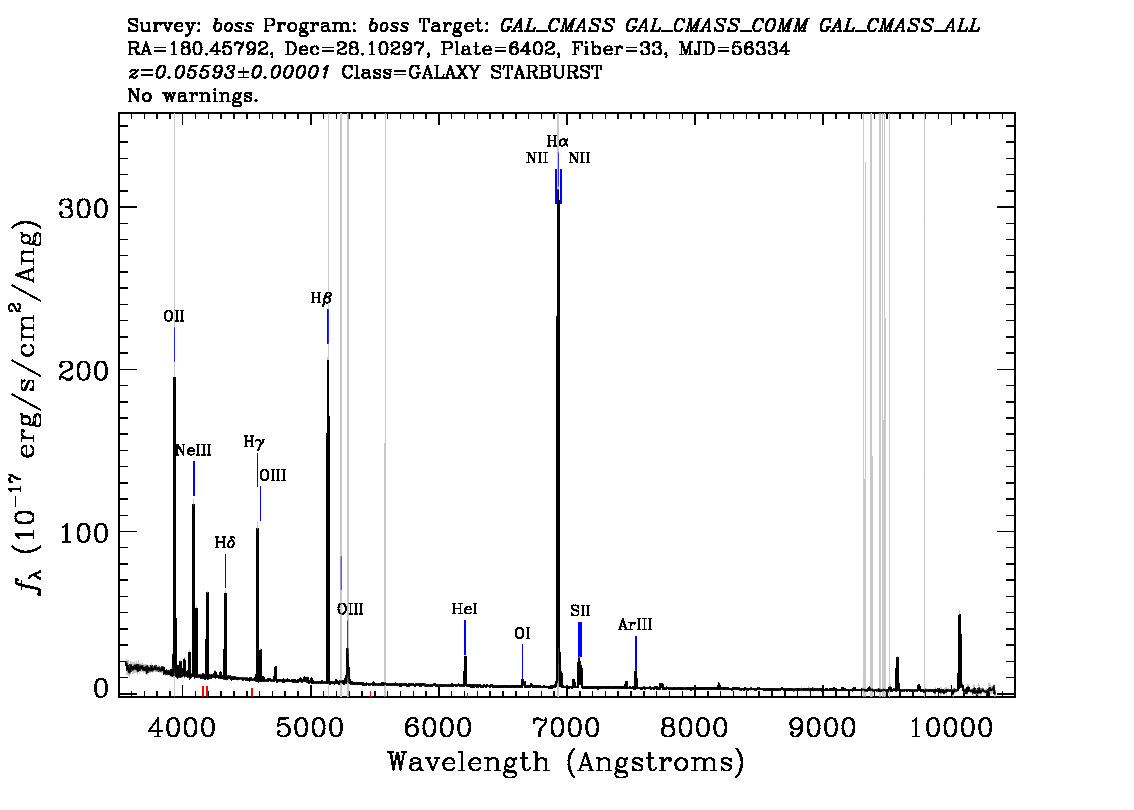 Survey: boss Program: boss Target: GAL_CMASS GAL_CMASS_COMM GAL_CMASS_ALL
RA=180.45792, Dec=28.10297, Plate=6402, Fiber=33, MJD=56334
z=0.05593±0.00001 Class=GALAXY STARBURST
No warnings.
Hα
NII NII
300
Hβ
OII
200
Hγ
NeIII
OIII
100
Hδ
OIII
HeI
SII
ArIII
OI
0
fλ (10⁻¹⁷ erg/s/cm²/Ang)
4000 5000 6000 7000 8000 9000 10000
Wavelength (Angstroms)